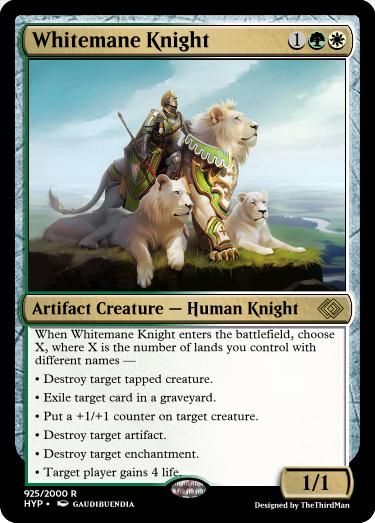 Whitemane Knight 1
Artifact Creature — Human Knight
When Whitemane Knight enters the battlefield, choose
X, where X is the number of lands you control with
different names —
• Destroy target tapped creature.
• Exile target card in a graveyard.
• Put a +1/+1 counter on target creature.
• Destroy target artifact.
• Destroy target enchantment.
• Target player gains 4 life.
1/1
925/2000 R
HYP • GAUDIBUENDIA
Designed by TheThirdMan